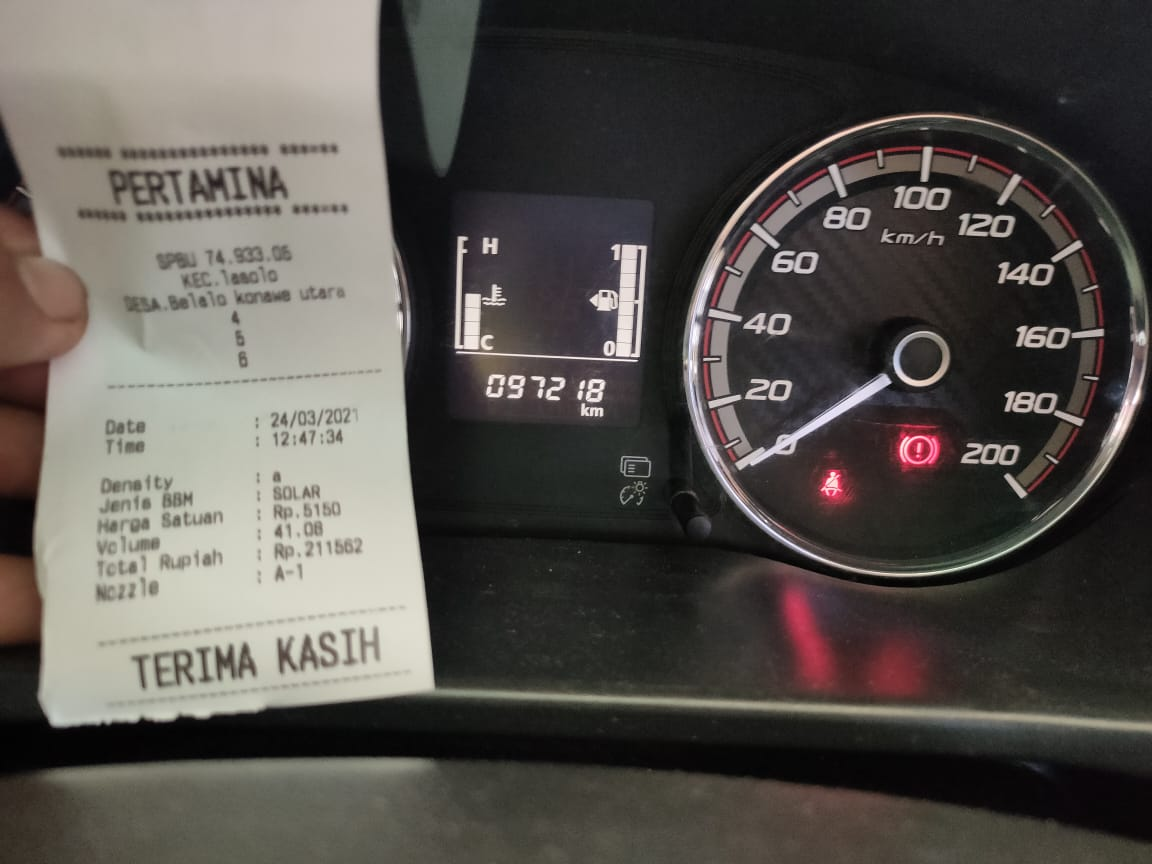 PERTAMINA
SPBU 74.933.06
KEC.lasolo
DESA.Belalo konawe utara
4
5
6
Date : 24/03/2021
Time : 12:47:34
Density : a
Jenis BBM : SOLAR
Harga Satuan : Rp.5150
Volume : 41.08
Total Rupiah : Rp.211562
Nozzle : A-1
TERIMA KASIH
H
C
1
0
097218
km
0
20
40
60
80
100
120
140
160
180
200
km/h